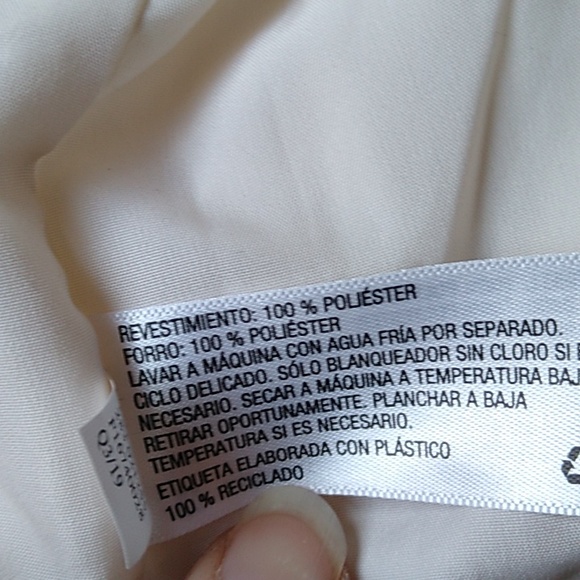 REVESTIMIENTO: 100 % POLIÉSTER
FORRO: 100 % POLIÉSTER
LAVAR A MÁQUINA CON AGUA FRÍA POR SEPARADO.
CICLO DELICADO. SÓLO BLANQUEADOR SIN CLORO SI
NECESARIO. SECAR A MÁQUINA A TEMPERATURA
RETIRAR OPORTUNAMENTE. PLANCHAR A BAJA
TEMPERATURA SI ES NECESARIO.
ETIQUETA ELABORADA CON PLÁSTICO
100 % RECICLADO
Q3/19